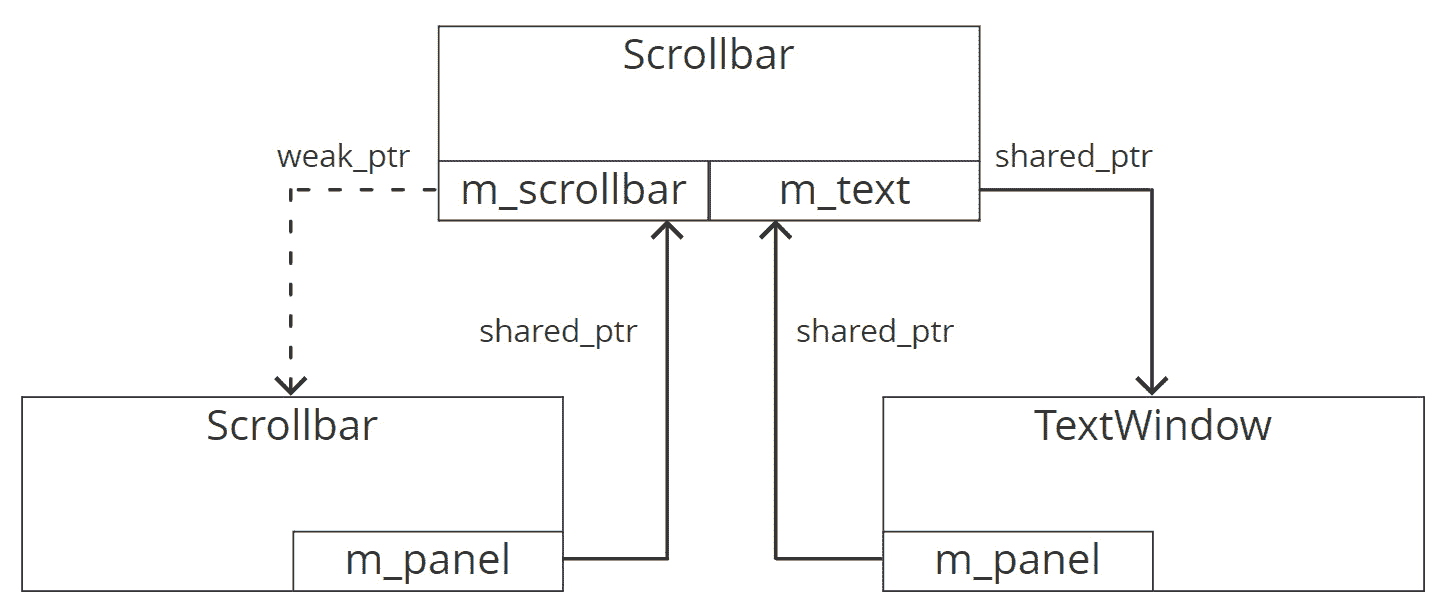 Scrollbar
weak_ptr
shared_ptr
m_scrollbar
m_text
shared_ptr
shared_ptr
Scrollbar
TextWindow
m_panel
m_panel